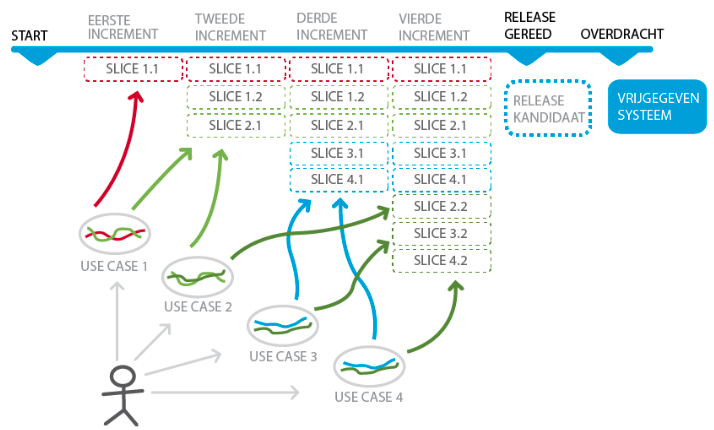 START
EERSTE
INCREMENT
TWEEDE
INCREMENT
DERDE
INCREMENT
VIERDE
INCREMENT
RELEASE
GEREED
OVERDRACHT
SLICE 1.1
SLICE 1.1
SLICE 1.2
SLICE 2.1
SLICE 1.1
SLICE 1.2
SLICE 2.1
SLICE 3.1
SLICE 4.1
SLICE 1.1
SLICE 1.2
SLICE 2.1
SLICE 3.1
SLICE 4.1
SLICE 2.2
SLICE 3.2
SLICE 4.2
RELEASE
KANDIDAAT
VRIJGEGEVEN
SYSTEEM
USE CASE 1
USE CASE 2
USE CASE 3
USE CASE 4